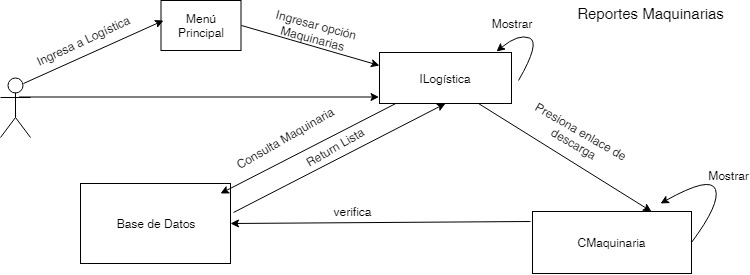 Reportes Maquinarias
Menú
Principal
Ingresa a Logística
Ingresar opción
Maquinarias
Mostrar
ILogística
Consulta Maquinaria
Return Lista
Presiona enlace de
descarga
Mostrar
Base de Datos
verifica
CMaquinaria